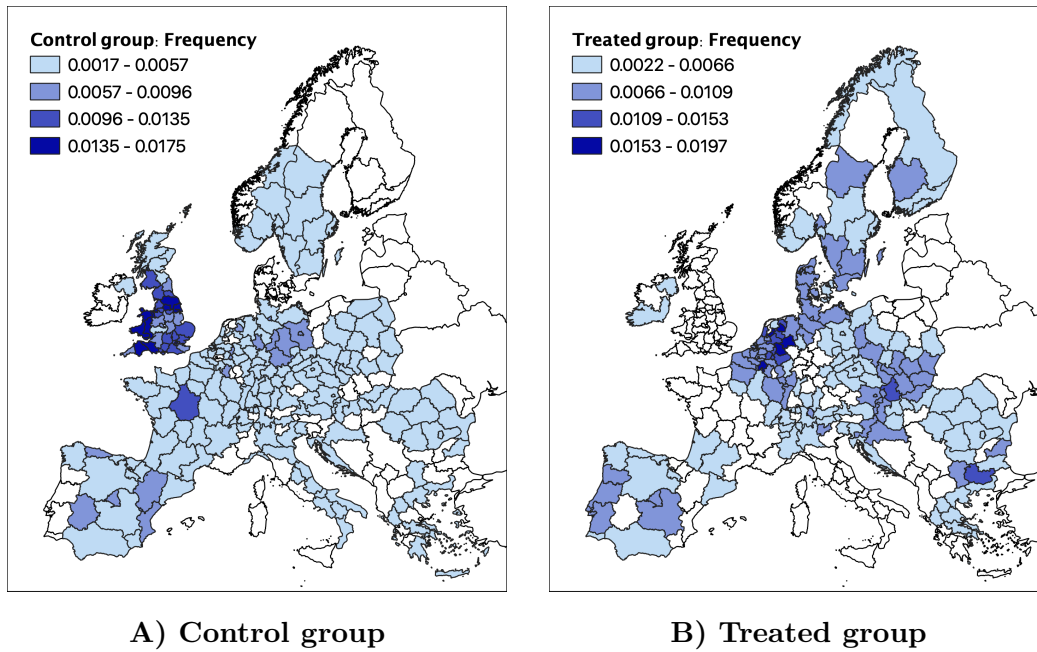 Control group: Frequency
0.0017 – 0.0057
0.0057 – 0.0096
0.0096 – 0.0135
0.0135 – 0.0175
Treated group: Frequency
0.0022 – 0.0066
0.0066 – 0.0109
0.0109 – 0.0153
0.0153 – 0.0197
A) Control group
B) Treated group